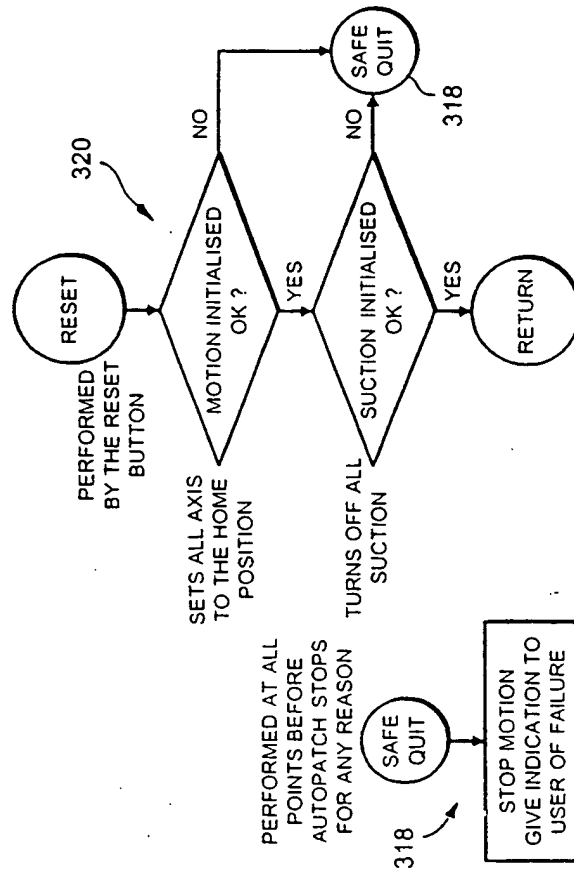 320
RESET
PERFORMED
BY THE RESET
BUTTON
MOTION INITIALISED
OK ?
NO
SETS ALL AXIS
TO THE HOME
POSITION
YES
SUCTION INITIALISED
OK ?
NO
SAFE
QUIT
318
TURNS OFF ALL
SUCTION
YES
RETURN
PERFORMED AT ALL
POINTS BEFORE
AUTOPATCH STOPS
FOR ANY REASON
SAFE
QUIT
318
STOP MOTION
GIVE INDICATION TO
USER OF FAILURE